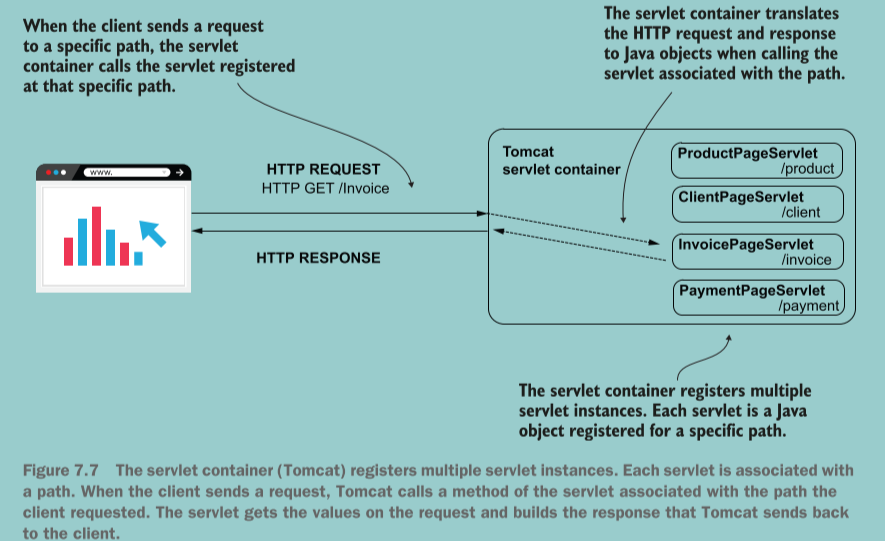 When the client sends a request
to a specific path, the servlet
container calls the servlet registered
at that specific path.
The servlet container translates
the HTTP request and response
to Java objects when calling the
servlet associated with the path.
www.
HTTP REQUEST
HTTP GET /Invoice
HTTP RESPONSE
Tomcat
servlet container
ProductPageServlet
/product
ClientPageServlet
/client
InvoicePageServlet
/invoice
PaymentPageServlet
/payment
The servlet container registers multiple
servlet instances. Each servlet is a Java
object registered for a specific path.
Figure 7.7 The servlet container (Tomcat) registers multiple servlet instances. Each servlet is associated with
a path. When the client sends a request, Tomcat calls a method of the servlet associated with the path the
client requested. The servlet gets the values on the request and builds the response that Tomcat sends back
to the client.